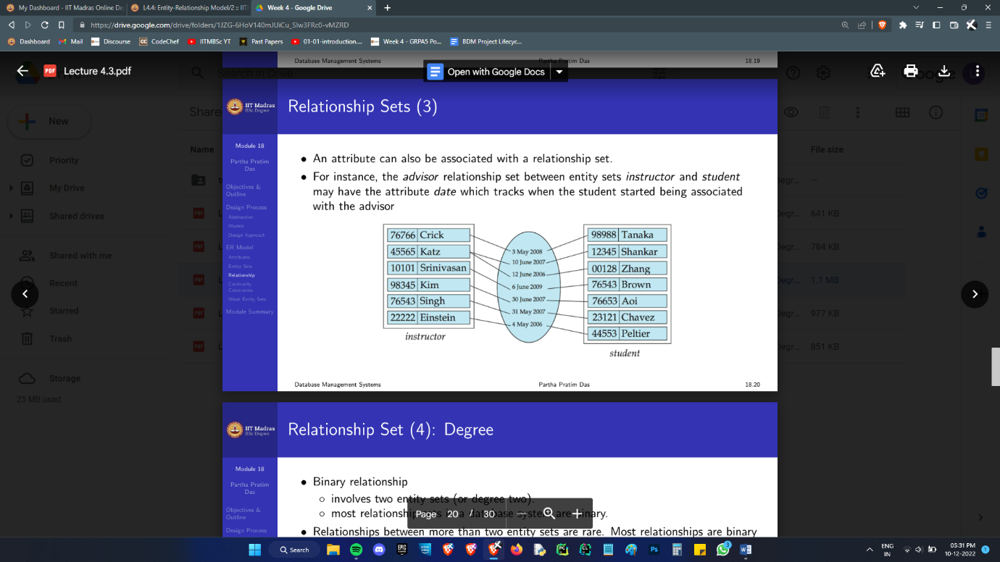 My Dashboard - IIT Madras Online De
L4.4: Entity-Relationship Model/2 :: IIT
Week 4 - Google Drive
https://drive.google.com/drive/folders/1JZG-6HoV140mJUiCu_Slw3FRc0-vMZRD
Dashboard
Mail
Discourse
CodeChef
IITMBSc YT
Past Papers
01-01-introduction....
Week 4 - GRPA5 Po...
BDM Project Lifecyc...
Database Management Systems
Partha Pratim Das
18.19
PDF
Lecture 4.3.pdf
Search in Drive
Open with Google Docs
New
Priority
My Drive
Shared drives
Shared with me
Recent
Starred
Trash
Storage
25 MB used
Share
Name
File size
641 KB
784 KB
1.1 MB
977 KB
851 KB
IIT Madras
BSc Degree
Relationship Sets (3)
Module 18
Partha Pratim
Das
Objectives &
Outline
Design Process
Abstraction
Models
Design Approach
ER Model
Attributes
Entity Sets
Relationship
Cardinality
Constraints
Weak Entity Sets
Module Summary
• An attribute can also be associated with a relationship set.
• For instance, the advisor relationship set between entity sets instructor and student
may have the attribute date which tracks when the student started being associated
with the advisor
76766 Crick
45565 Katz
10101 Srinivasan
98345 Kim
76543 Singh
22222 Einstein
instructor
3 May 2008
10 June 2007
12 June 2006
6 June 2009
30 June 2007
31 May 2007
4 May 2006
98988 Tanaka
12345 Shankar
00128 Zhang
76543 Brown
76653 Aoi
23121 Chavez
44553 Peltier
student
Database Management Systems
Partha Pratim Das
18.20
IIT Madras
BSc Degree
Relationship Set (4): Degree
Module 18
Partha Pratim
Das
Objectives &
Outline
Design Process
• Binary relationship
○ involves two entity sets (or degree two).
○ most relationship sets in a database system are binary.
• Relationships between more than two entity sets are rare. Most relationships are binary
Page 20 / 30
Search
ENG
IN
05:31 PM
10-12-2022